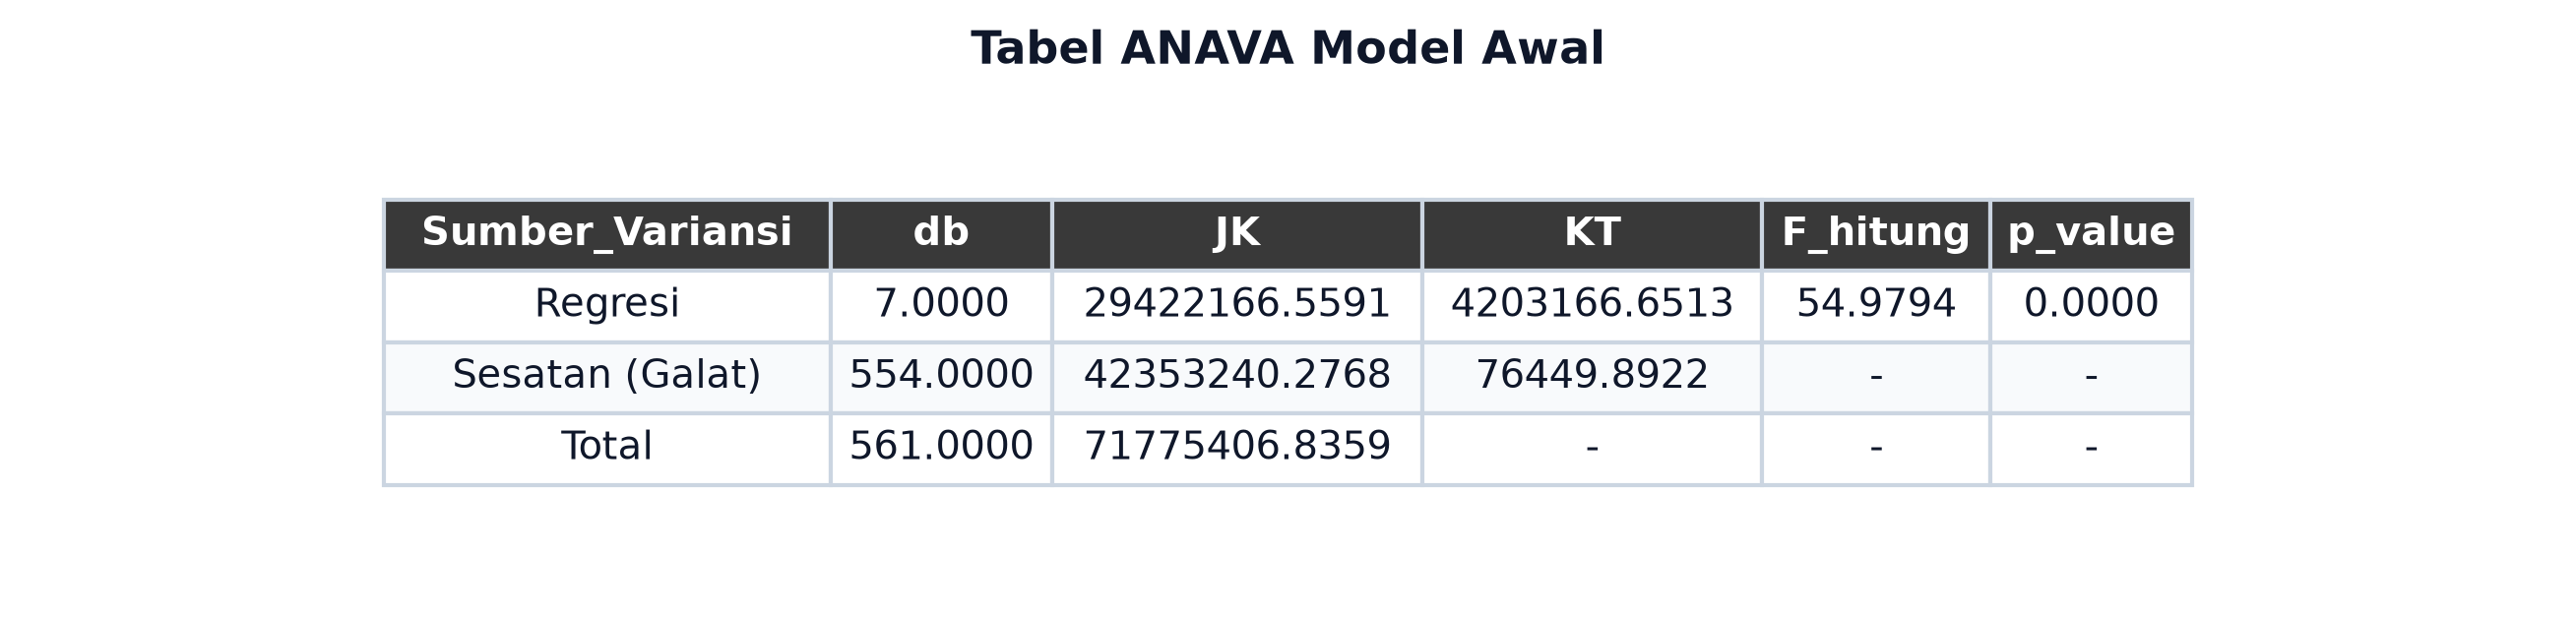 Tabel ANAVA Model Awal
Sumber_Variansi db JK KT F_hitung p_value
Regresi 7.0000 29422166.5591 4203166.6513 54.9794 0.0000
Sesatan (Galat) 554.0000 42353240.2768 76449.8922 - -
Total 561.0000 71775406.8359 - - -